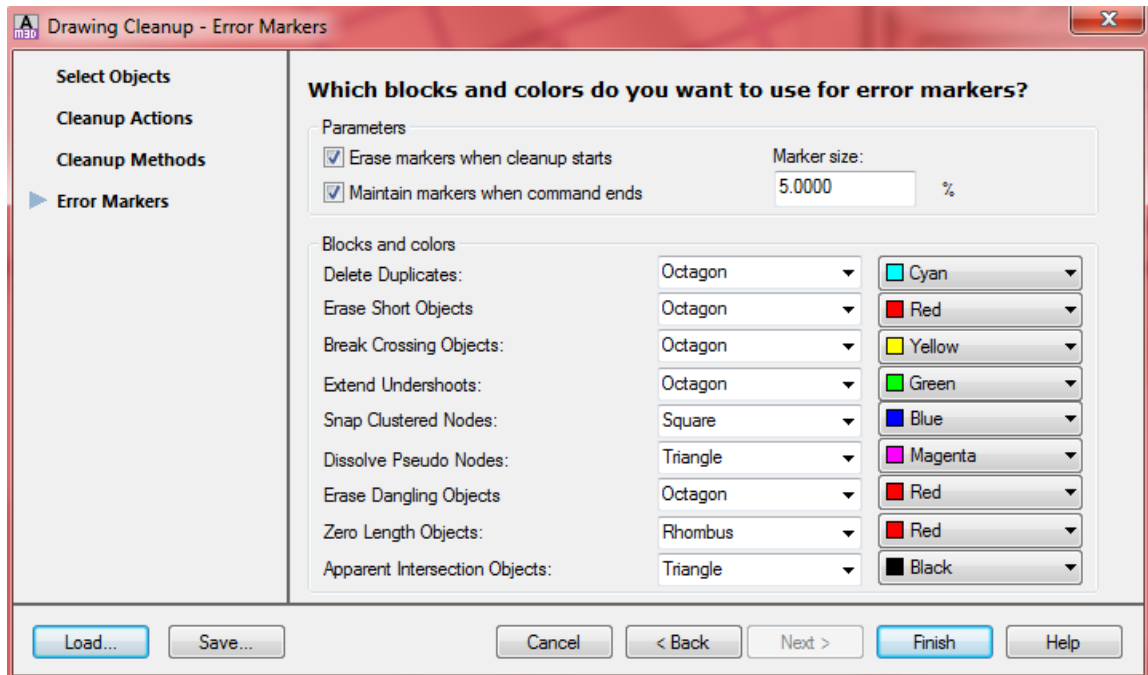 A
M3D
Drawing Cleanup - Error Markers
Select Objects
Cleanup Actions
Cleanup Methods
Error Markers
Which blocks and colors do you want to use for error markers?
Parameters
Erase markers when cleanup starts
Marker size:
Maintain markers when command ends
5.0000 %
Blocks and colors
Delete Duplicates: Octagon Cyan
Erase Short Objects Octagon Red
Break Crossing Objects: Octagon Yellow
Extend Undershoots: Octagon Green
Snap Clustered Nodes: Square Blue
Dissolve Pseudo Nodes: Triangle Magenta
Erase Dangling Objects Octagon Red
Zero Length Objects: Rhombus Red
Apparent Intersection Objects: Triangle Black
Load... Save... Cancel < Back Next > Finish Help